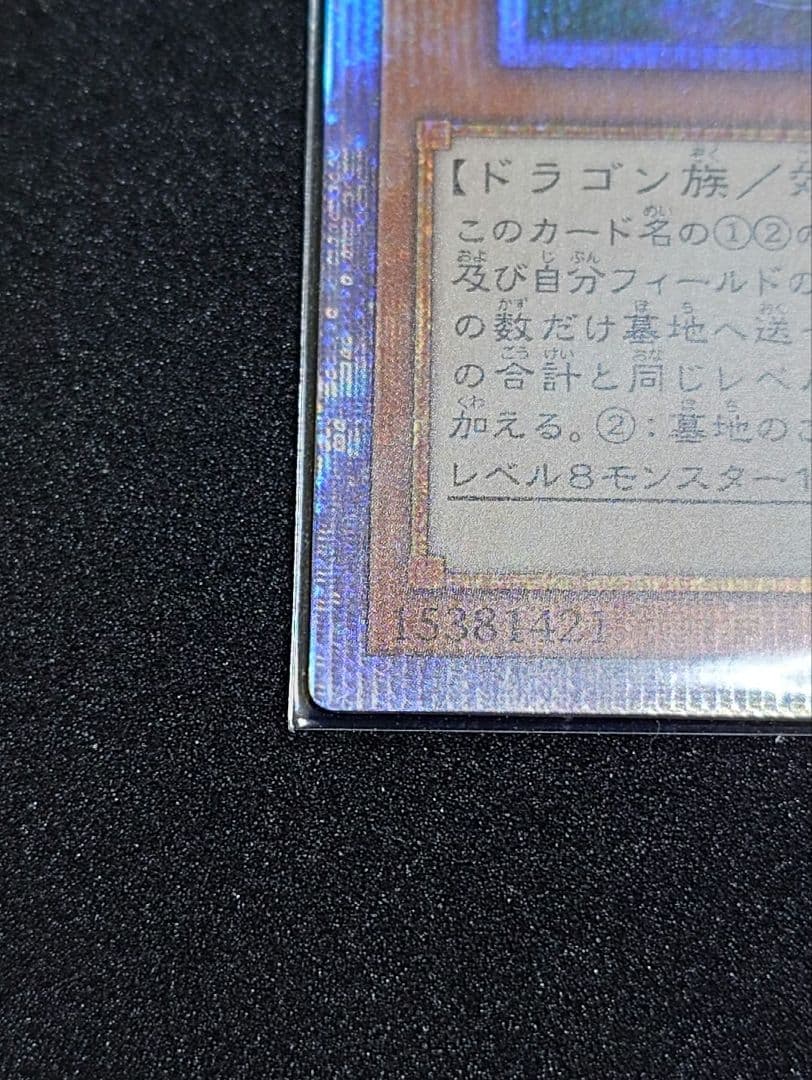 【ドラゴン族／効
このカード名の①②の
及び自分フィールドの
の数だけ墓地へ送
の合計と同じレベ
加える。②：墓地のこ
レベル８モンスター１
15381421